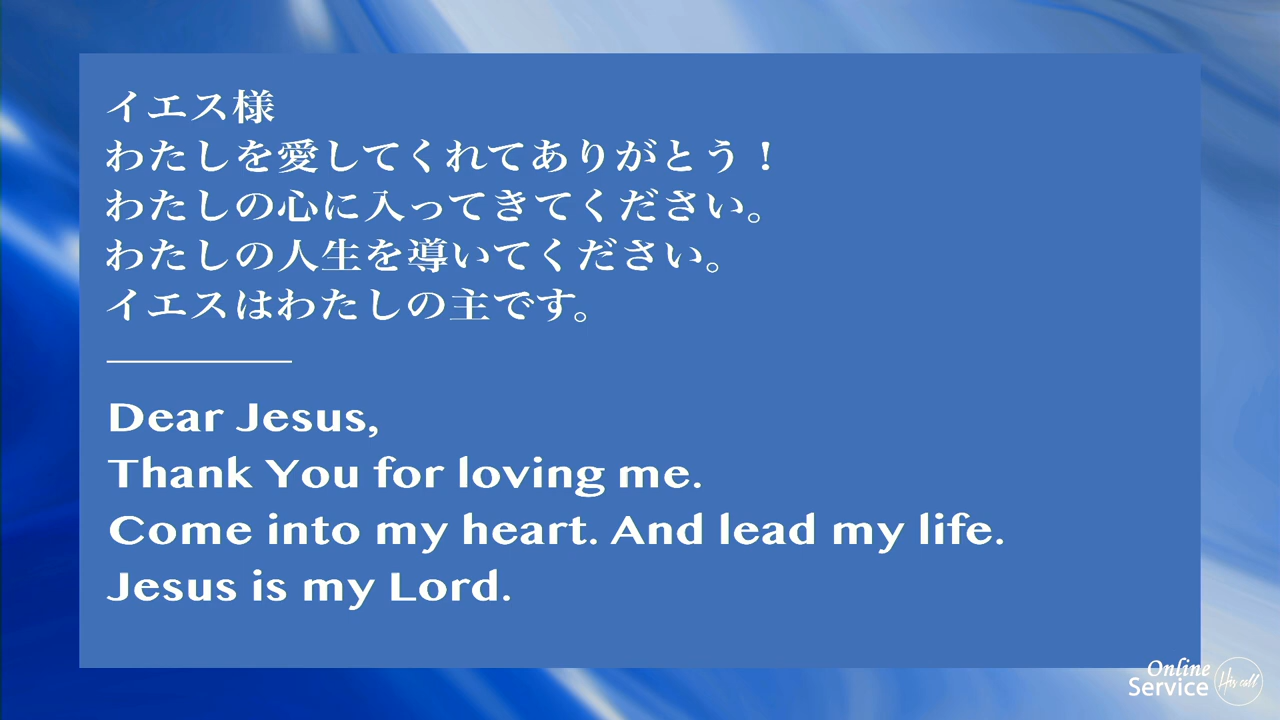 イエス様
わたしを愛してくれてありがとう！
わたしの心に入ってきてください。
わたしの人生を導いてください。
イエスはわたしの主です。
Dear Jesus,
Thank You for loving me.
Come into my heart. And lead my life.
Jesus is my Lord.
Online
Service
His call